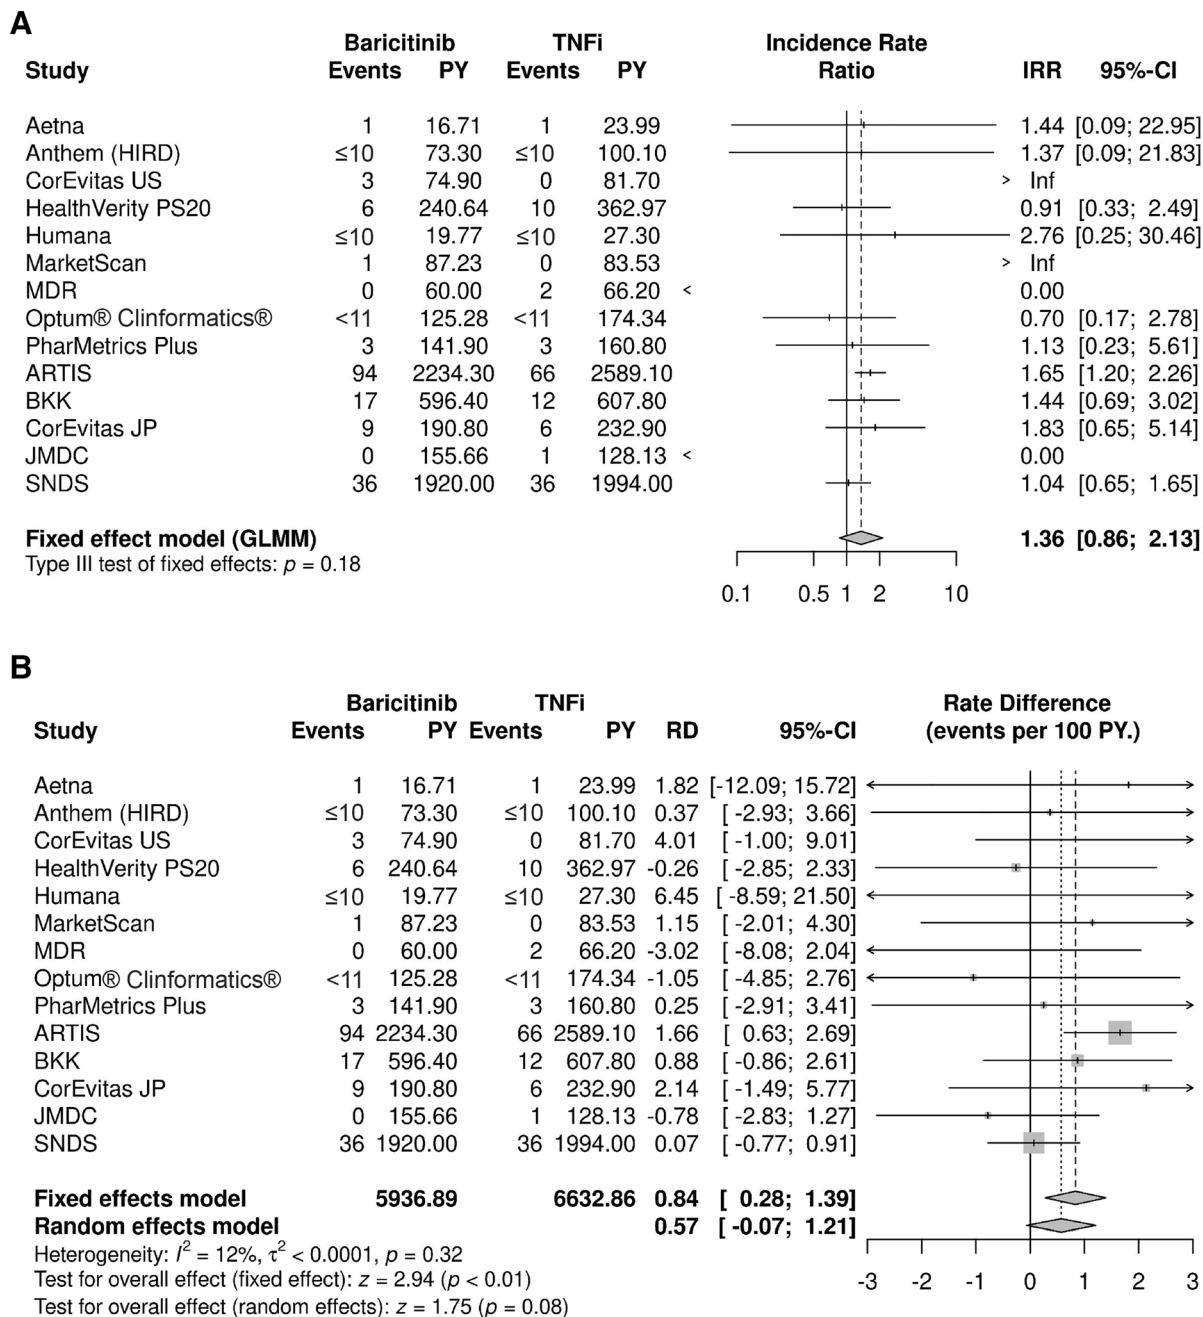 A
Baricitinib TNFi Incidence Rate
Study Events PY Events PY Ratio IRR 95%-CI
Aetna 1 16.71 1 23.99 1.44 [0.09; 22.95]
Anthem (HIRD) ≤10 73.30 ≤10 100.10 1.37 [0.09; 21.83]
CorEvitas US 3 74.90 0 81.70 > Inf
HealthVerity PS20 6 240.64 10 362.97 0.91 [0.33; 2.49]
Humana ≤10 19.77 ≤10 27.30 2.76 [0.25; 30.46]
MarketScan 1 87.23 0 83.53 > Inf
MDR 0 60.00 2 66.20 < 0.00
Optum® Clinformatics® <11 125.28 <11 174.34 0.70 [0.17; 2.78]
PharMetrics Plus 3 141.90 3 160.80 1.13 [0.23; 5.61]
ARTIS 94 2234.30 66 2589.10 1.65 [1.20; 2.26]
BKK 17 596.40 12 607.80 1.44 [0.69; 3.02]
CorEvitas JP 9 190.80 6 232.90 1.83 [0.65; 5.14]
JMDC 0 155.66 1 128.13 < 0.00
SNDS 36 1920.00 36 1994.00 1.04 [0.65; 1.65]
Fixed effect model (GLMM) 1.36 [0.86; 2.13]
Type III test of fixed effects: p = 0.18
0.1 0.5 1 2 10
B
Baricitinib TNFi Rate Difference
Study Events PY Events PY RD 95%-CI (events per 100 PY.)
Aetna 1 16.71 1 23.99 1.82 [-12.09; 15.72]
Anthem (HIRD) ≤10 73.30 ≤10 100.10 0.37 [ -2.93; 3.66]
CorEvitas US 3 74.90 0 81.70 4.01 [ -1.00; 9.01]
HealthVerity PS20 6 240.64 10 362.97 -0.26 [ -2.85; 2.33]
Humana ≤10 19.77 ≤10 27.30 6.45 [ -8.59; 21.50]
MarketScan 1 87.23 0 83.53 1.15 [ -2.01; 4.30]
MDR 0 60.00 2 66.20 -3.02 [ -8.08; 2.04]
Optum® Clinformatics® <11 125.28 <11 174.34 -1.05 [ -4.85; 2.76]
PharMetrics Plus 3 141.90 3 160.80 0.25 [ -2.91; 3.41]
ARTIS 94 2234.30 66 2589.10 1.66 [ 0.63; 2.69]
BKK 17 596.40 12 607.80 0.88 [ -0.86; 2.61]
CorEvitas JP 9 190.80 6 232.90 2.14 [ -1.49; 5.77]
JMDC 0 155.66 1 128.13 -0.78 [ -2.83; 1.27]
SNDS 36 1920.00 36 1994.00 0.07 [ -0.77; 0.91]
Fixed effects model 5936.89 6632.86 0.84 [ 0.28; 1.39]
Random effects model 0.57 [ -0.07; 1.21]
Heterogeneity: I² = 12%, τ² < 0.0001, p = 0.32
Test for overall effect (fixed effect): z = 2.94 (p < 0.01)
Test for overall effect (random effects): z = 1.75 (p = 0.08)
-3 -2 -1 0 1 2 3